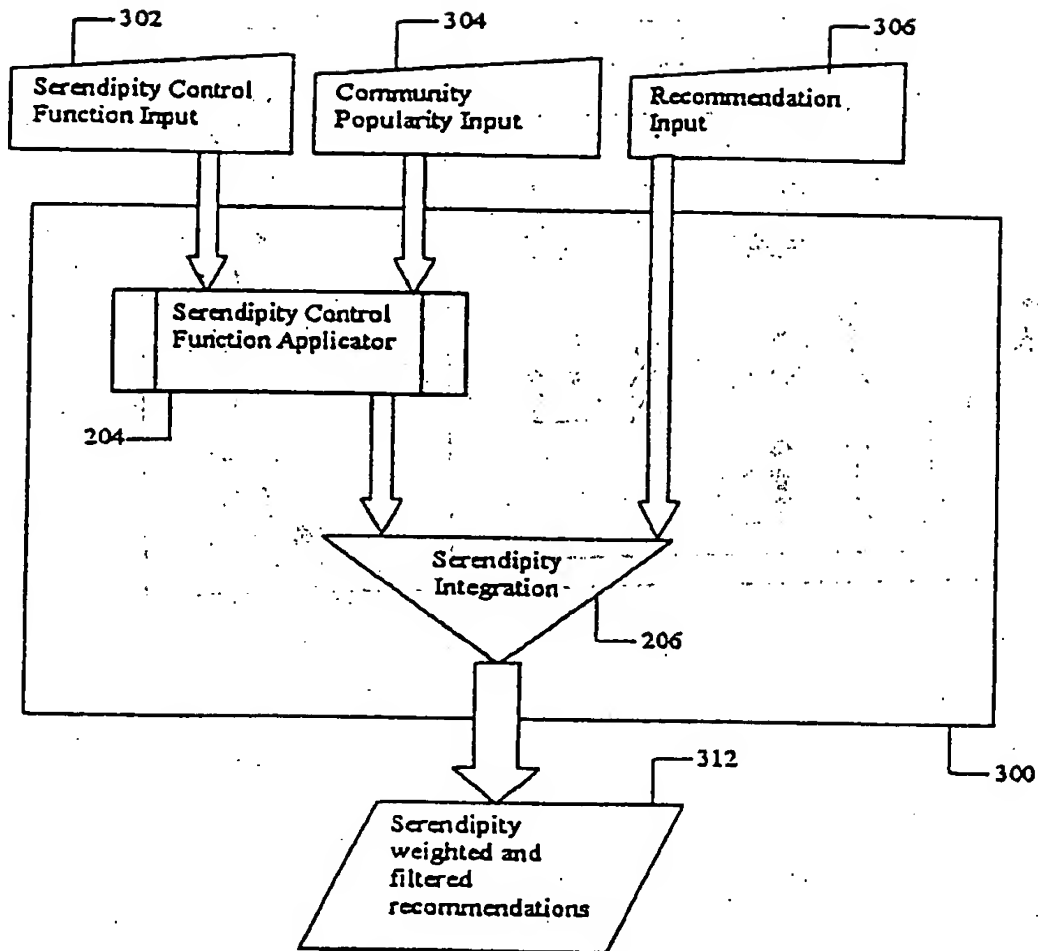 302
304
306
Serendipity Control
Function Input
Community
Popularity Input
Recommendation
Input
Serendipity Control
Function Applicator
204
Serendipity
Integration
206
300
312
Serendipity
weighted and
filtered
recommendations